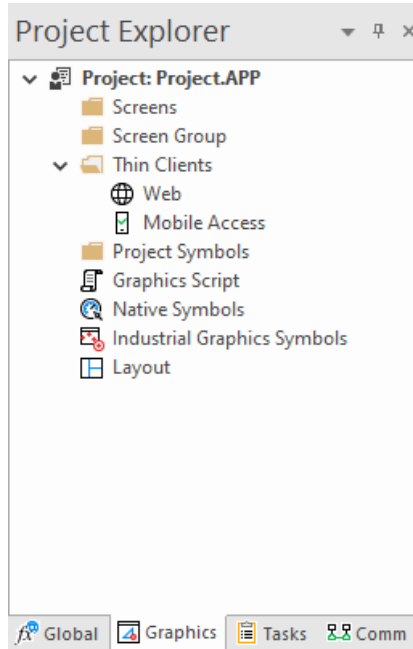 Project Explorer
Project: Project.APP
Screens
Screen Group
Thin Clients
Web
Mobile Access
Project Symbols
Graphics Script
Native Symbols
Industrial Graphics Symbols
Layout
fx Global Graphics Tasks Comm